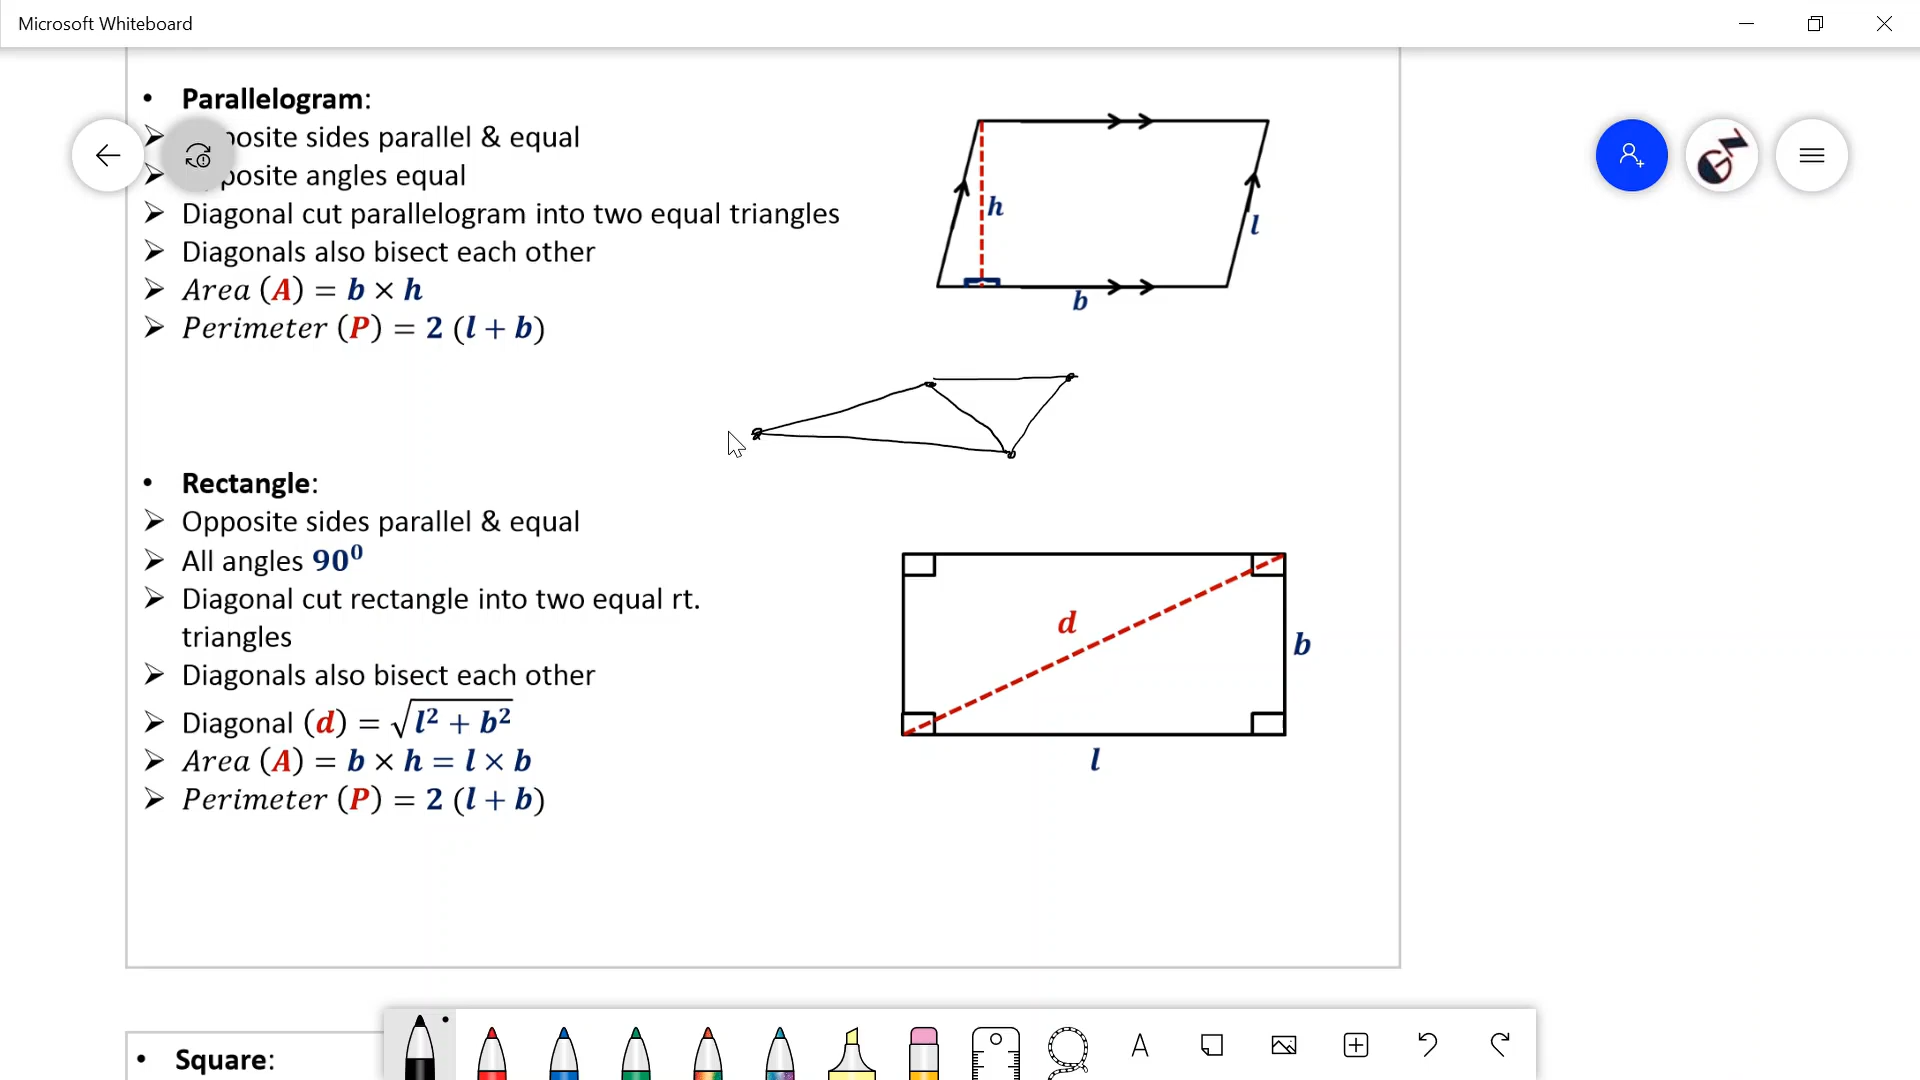 Microsoft Whiteboard
• Parallelogram:
➢ posite sides parallel & equal
➢ posite angles equal
➢ Diagonal cut parallelogram into two equal triangles
➢ Diagonals also bisect each other
➢ Area (A) = b × h
➢ Perimeter (P) = 2 (l + b)
h
l
b
• Rectangle:
➢ Opposite sides parallel & equal
➢ All angles 90⁰
➢ Diagonal cut rectangle into two equal rt.
triangles
➢ Diagonals also bisect each other
➢ Diagonal (d) = √(l² + b²)
➢ Area (A) = b × h = l × b
➢ Perimeter (P) = 2 (l + b)
d
b
l
• Square:
GN
A